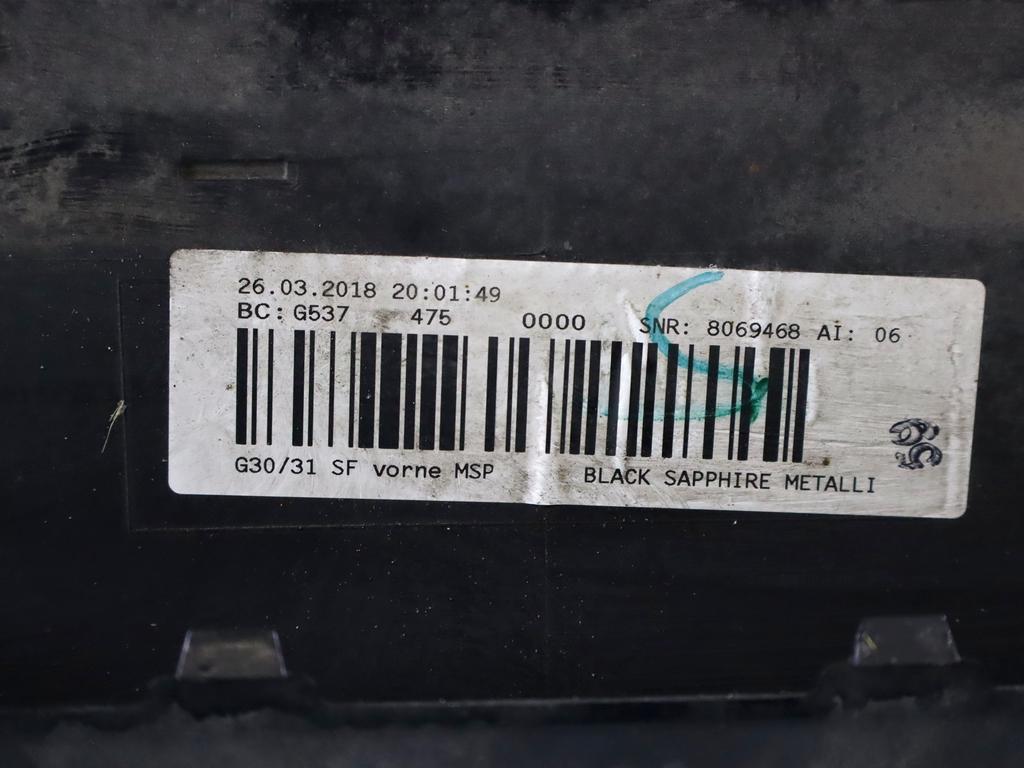 26.03.2018 20:01:49
BC: G537 475 0000 SNR: 8069468 AI: 06
G30/31 SF vorne MSP BLACK SAPPHIRE METALLI